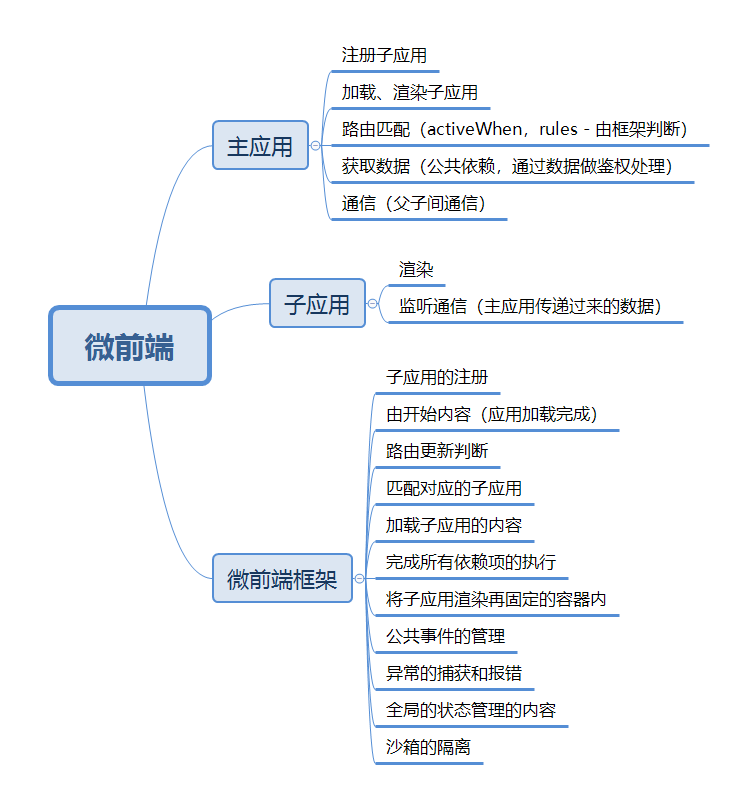 微前端
主应用
注册子应用
加载、渲染子应用
路由匹配（activeWhen，rules - 由框架判断）
获取数据（公共依赖，通过数据做鉴权处理）
通信（父子间通信）
子应用
渲染
监听通信（主应用传递过来的数据）
微前端框架
子应用的注册
由开始内容（应用加载完成）
路由更新判断
匹配对应的子应用
加载子应用的内容
完成所有依赖项的执行
将子应用渲染再固定的容器内
公共事件的管理
异常的捕获和报错
全局的状态管理的内容
沙箱的隔离